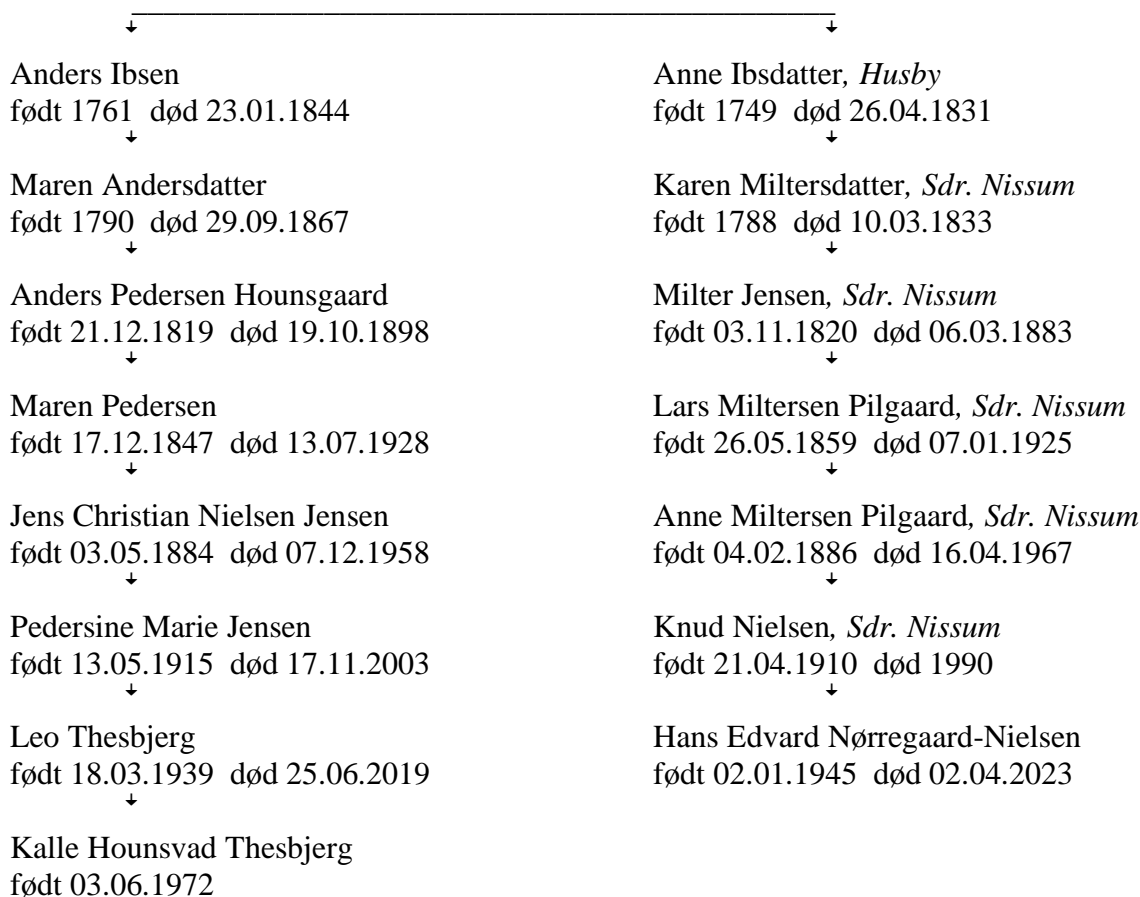 Anders Ibsen
født 1761 død 23.01.1844
Maren Andersdatter
født 1790 død 29.09.1867
Anders Pedersen Hounsgaard
født 21.12.1819 død 19.10.1898
Maren Pedersen
født 17.12.1847 død 13.07.1928
Jens Christian Nielsen Jensen
født 03.05.1884 død 07.12.1958
Pedersine Marie Jensen
født 13.05.1915 død 17.11.2003
Leo Thesbjerg
født 18.03.1939 død 25.06.2019
Kalle Hounsvad Thesbjerg
født 03.06.1972
Anne Ibsdatter, Husby
født 1749 død 26.04.1831
Karen Miltersdatter, Sdr. Nissum
født 1788 død 10.03.1833
Milter Jensen, Sdr. Nissum
født 03.11.1820 død 06.03.1883
Lars Miltersen Pilgaard, Sdr. Nissum
født 26.05.1859 død 07.01.1925
Anne Miltersen Pilgaard, Sdr. Nissum
født 04.02.1886 død 16.04.1967
Knud Nielsen, Sdr. Nissum
født 21.04.1910 død 1990
Hans Edvard Nørregaard-Nielsen
født 02.01.1945 død 02.04.2023